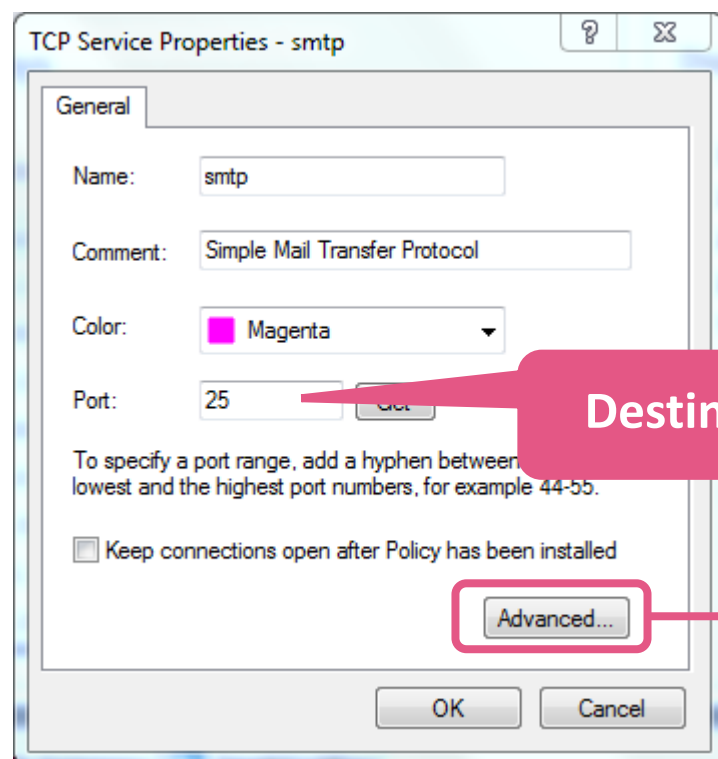 TCP Service Properties - smtp
General
Name: smtp
Comment: Simple Mail Transfer Protocol
Color: Magenta
Port: 25
To specify a port range, add a hyphen between
lowest and the highest port numbers, for example 44-55.
Keep connections open after Policy has been installed
Advanced...
OK Cancel